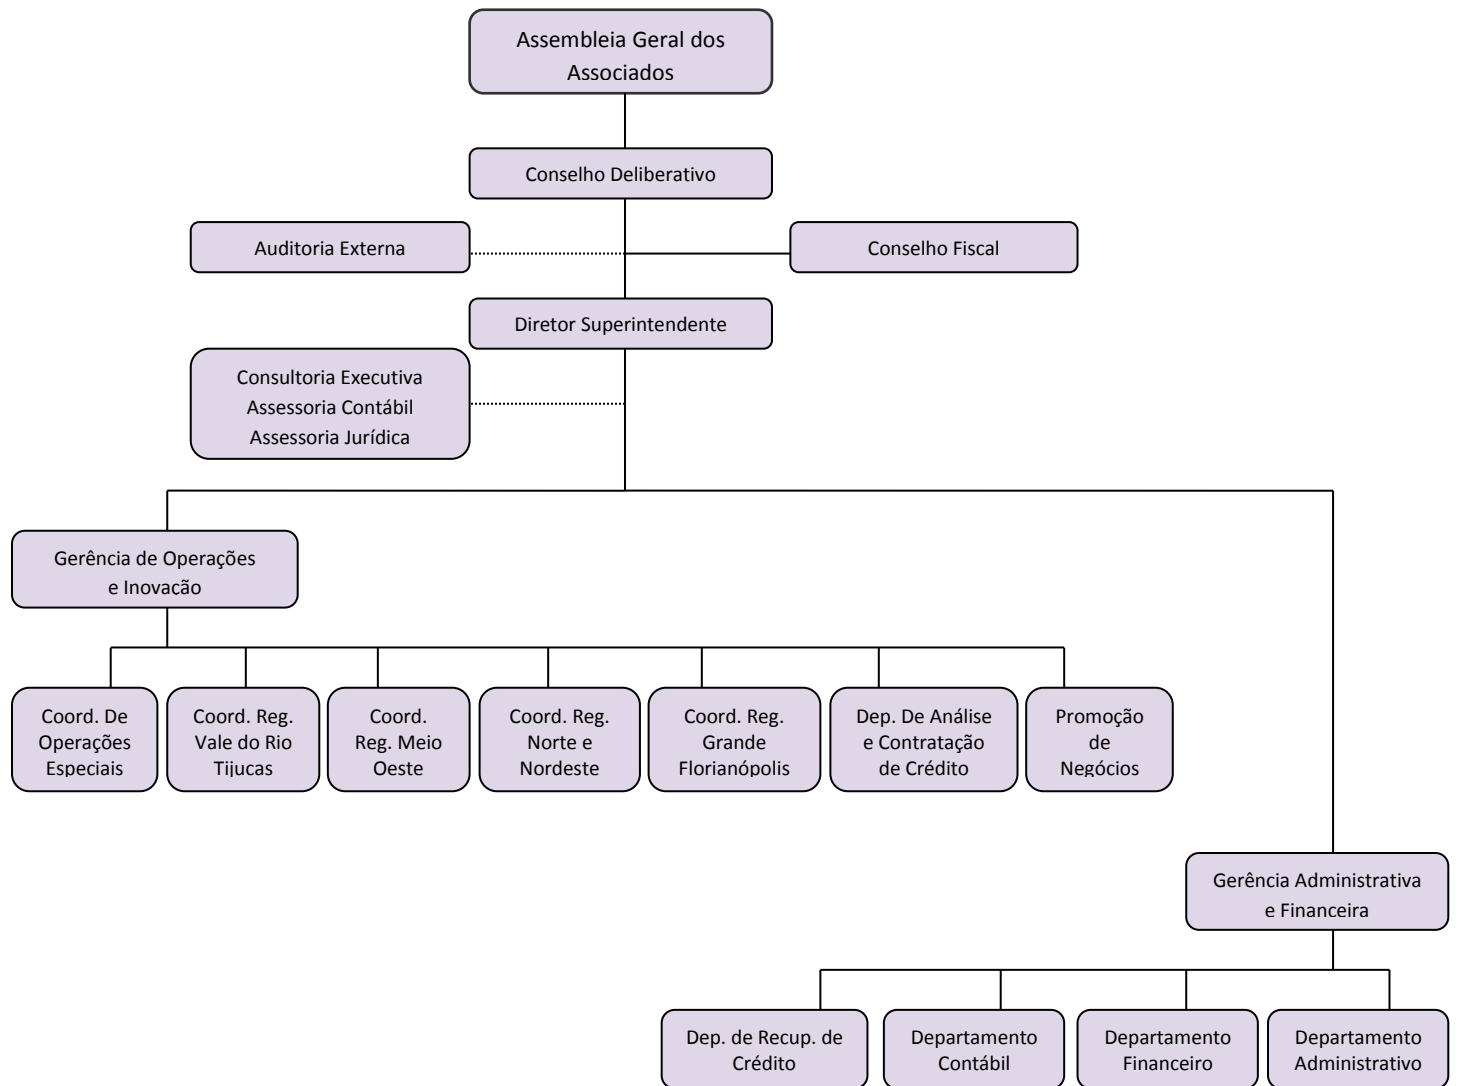 Assembleia Geral dos
Associados
Conselho Deliberativo
Auditoria Externa
Conselho Fiscal
Diretor Superintendente
Consultoria Executiva
Assessoria Contábil
Assessoria Jurídica
Gerência de Operações
e Inovacão
Coord. De
Operações
Especiais
Coord. Reg.
Vale do Rio
Tijucas
Coord.
Reg. Meio
Oeste
Coord. Reg.
Norte e
Nordeste
Coord. Reg.
Grande
Florianópolis
Dep. De Análise
e Contratação
de Crédito
Promoção
de
Negócios
Gerência Administrativa
e Financeira
Dep. de Recup. de
Crédito
Departamento
Contábil
Departamento
Financeiro
Departamento
Administrativo